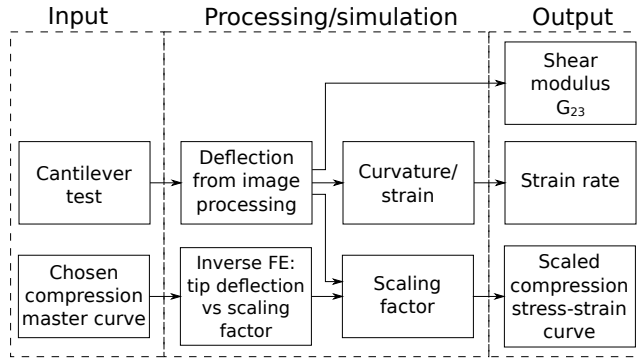 Input
Processing/simulation
Output
Shear
modulus
G₂₃
Cantilever
test
Deflection
from image
processing
Curvature/
strain
Strain rate
Chosen
compression
master curve
Inverse FE:
tip deflection
vs scaling
factor
Scaling
factor
Scaled
compression
stress-strain
curve